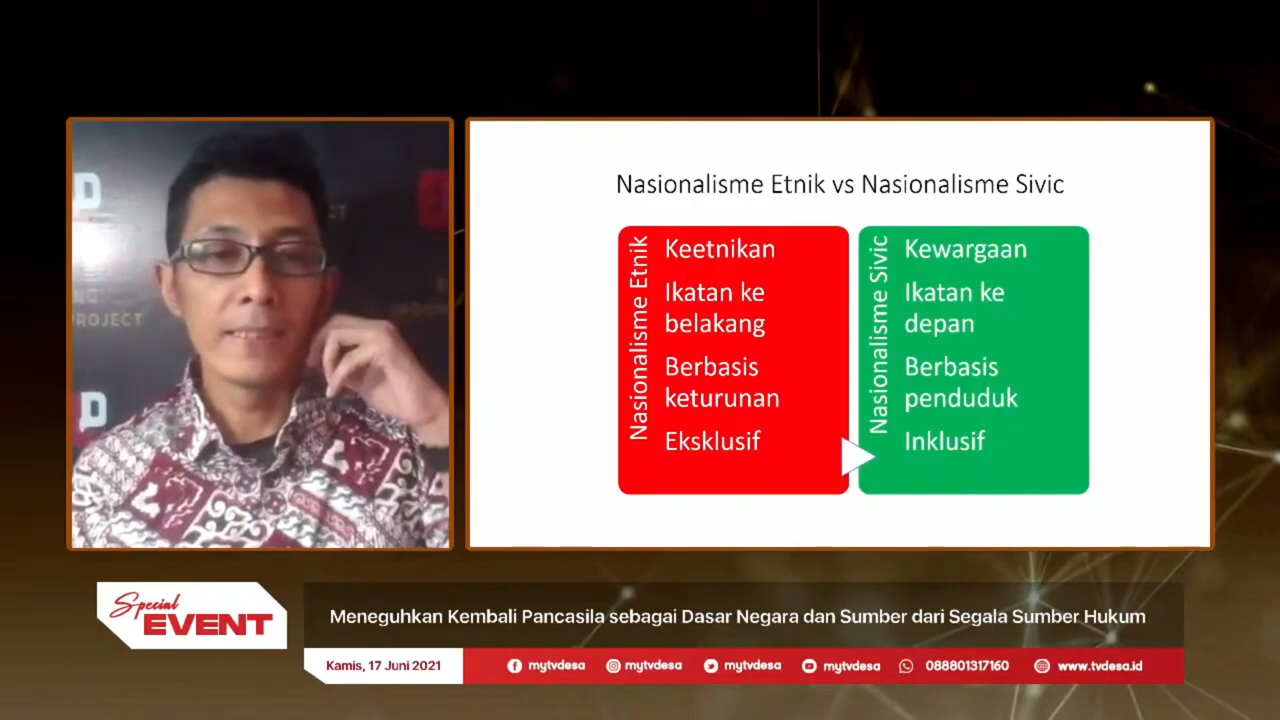 D
NG
PROJECT
D
Nasionalisme Etnik vs Nasionalisme Sivic
Nasionalisme Etnik
Keetnikan
Ikatan ke
belakang
Berbasis
keturunan
Eksklusif
Nasionalisme Sivic
Kewargaan
Ikatan ke
depan
Berbasis
penduduk
Inklusif
Special
EVENT
Meneguhkan Kembali Pancasila sebagai Dasar Negara dan Sumber dari Segala Sumber Hukum
Kamis, 17 Juni 2021
mytvdesa mytvdesa mytvdesa mytvdesa 088801317160 www.tvdesa.id